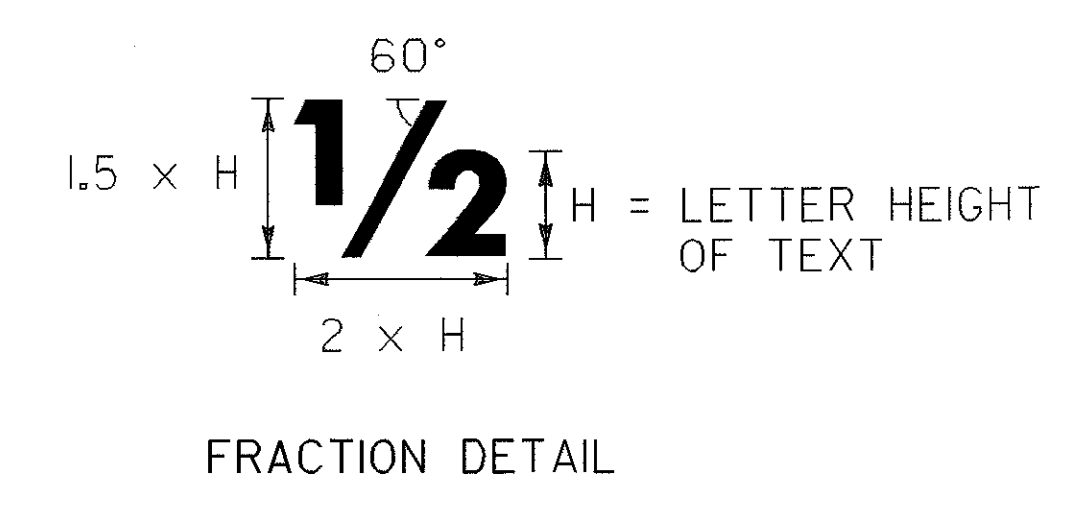 60°
1.5 x H
1/2
H = LETTER HEIGHT
OF TEXT
2 x H
FRACTION DETAIL